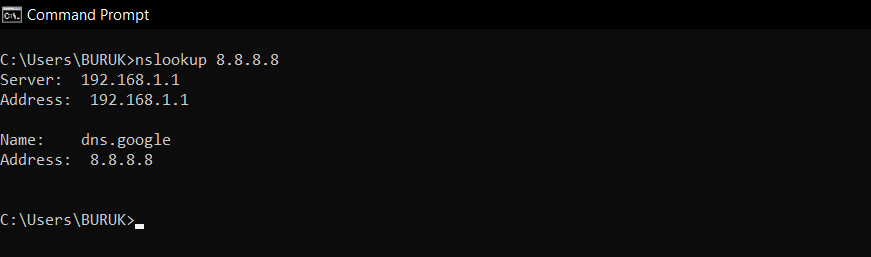 Command Prompt
C:\Users\BURUK>nslookup 8.8.8.8
Server:  192.168.1.1
Address:  192.168.1.1
Name:    dns.google
Address:  8.8.8.8
C:\Users\BURUK>